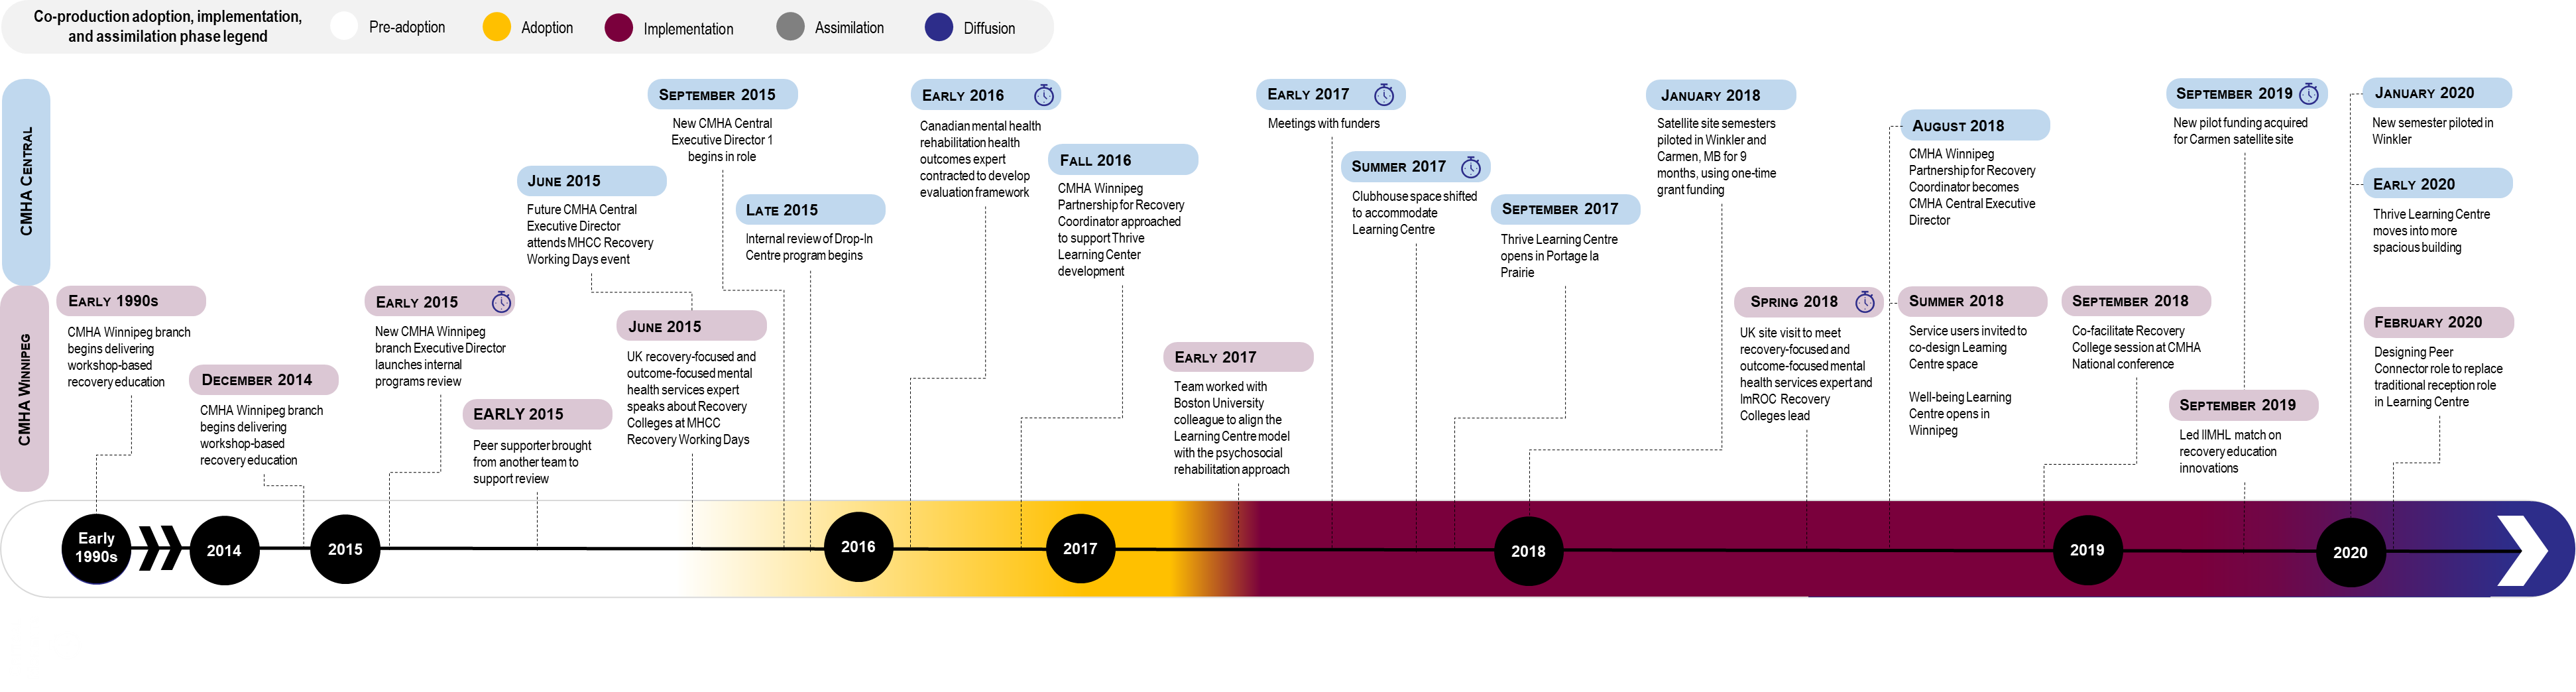 Co-production adoption, implementation,
and assimilation phase legend
Pre-adoption
Adoption
Implementation
Assimilation
Diffusion
CMHA CENTRAL
SEPTEMBER 2015
New CMHA Central
Executive Director 1
begins in role
JUNE 2015
Future CMHA Central
Executive Director
attends MHCC Recovery
Working Days event
LATE 2015
Internal review of Drop-In
Centre program begins
EARLY 2016
Canadian mental health
rehabilitation health
outcomes expert
contracted to develop
evaluation framework
FALL 2016
CMHA Winnipeg
Partnership for Recovery
Coordinator approached
to support Thrive
Learning Center
development
EARLY 2017
Meetings with funders
SUMMER 2017
Clubhouse space shifted
to accommodate
Learning Centre
SEPTEMBER 2017
Thrive Learning Centre
opens in Portage la
Prairie
JANUARY 2018
Satellite site semesters
piloted in Winkler and
Carmen, MB for 9
months, using one-time
grant funding
AUGUST 2018
CMHA Winnipeg
Partnership for Recovery
Coordinator becomes
CMHA Central Executive
Director
SEPTEMBER 2019
New pilot funding acquired
for Carmen satellite site
JANUARY 2020
New semester piloted in
Winkler
EARLY 2020
Thrive Learning Centre
moves into more
spacious building
CMHA WINNIPEG
EARLY 1990S
CMHA Winnipeg branch
begins delivering
workshop-based
recovery education
DECEMBER 2014
CMHA Winnipeg branch
begins delivering
workshop-based
recovery education
EARLY 2015
New CMHA Winnipeg
branch Executive Director
launches internal
programs review
EARLY 2015
Peer supporter brought
from another team to
support review
JUNE 2015
UK recovery-focused and
outcome-focused mental
health services expert
speaks about Recovery
Colleges at MHCC
Recovery Working Days
EARLY 2017
Team worked with
Boston University
colleague to align the
Learning Centre model
with the psychosocial
rehabilitation approach
SPRING 2018
UK site visit to meet
recovery-focused and
outcome-focused mental
health services expert and
ImROC Recovery
Colleges lead
SUMMER 2018
Service users invited to
co-design Learning
Centre space
Well-being Learning
Centre opens in
Winnipeg
SEPTEMBER 2018
Co-facilitate Recovery
College session at CMHA
National conference
SEPTEMBER 2019
Led IIMHL match on
recovery education
innovations
FEBRUARY 2020
Designing Peer
Connector role to replace
traditional reception role
in Learning Centre
Early
1990s
2014
2015
2016
2017
2018
2019
2020